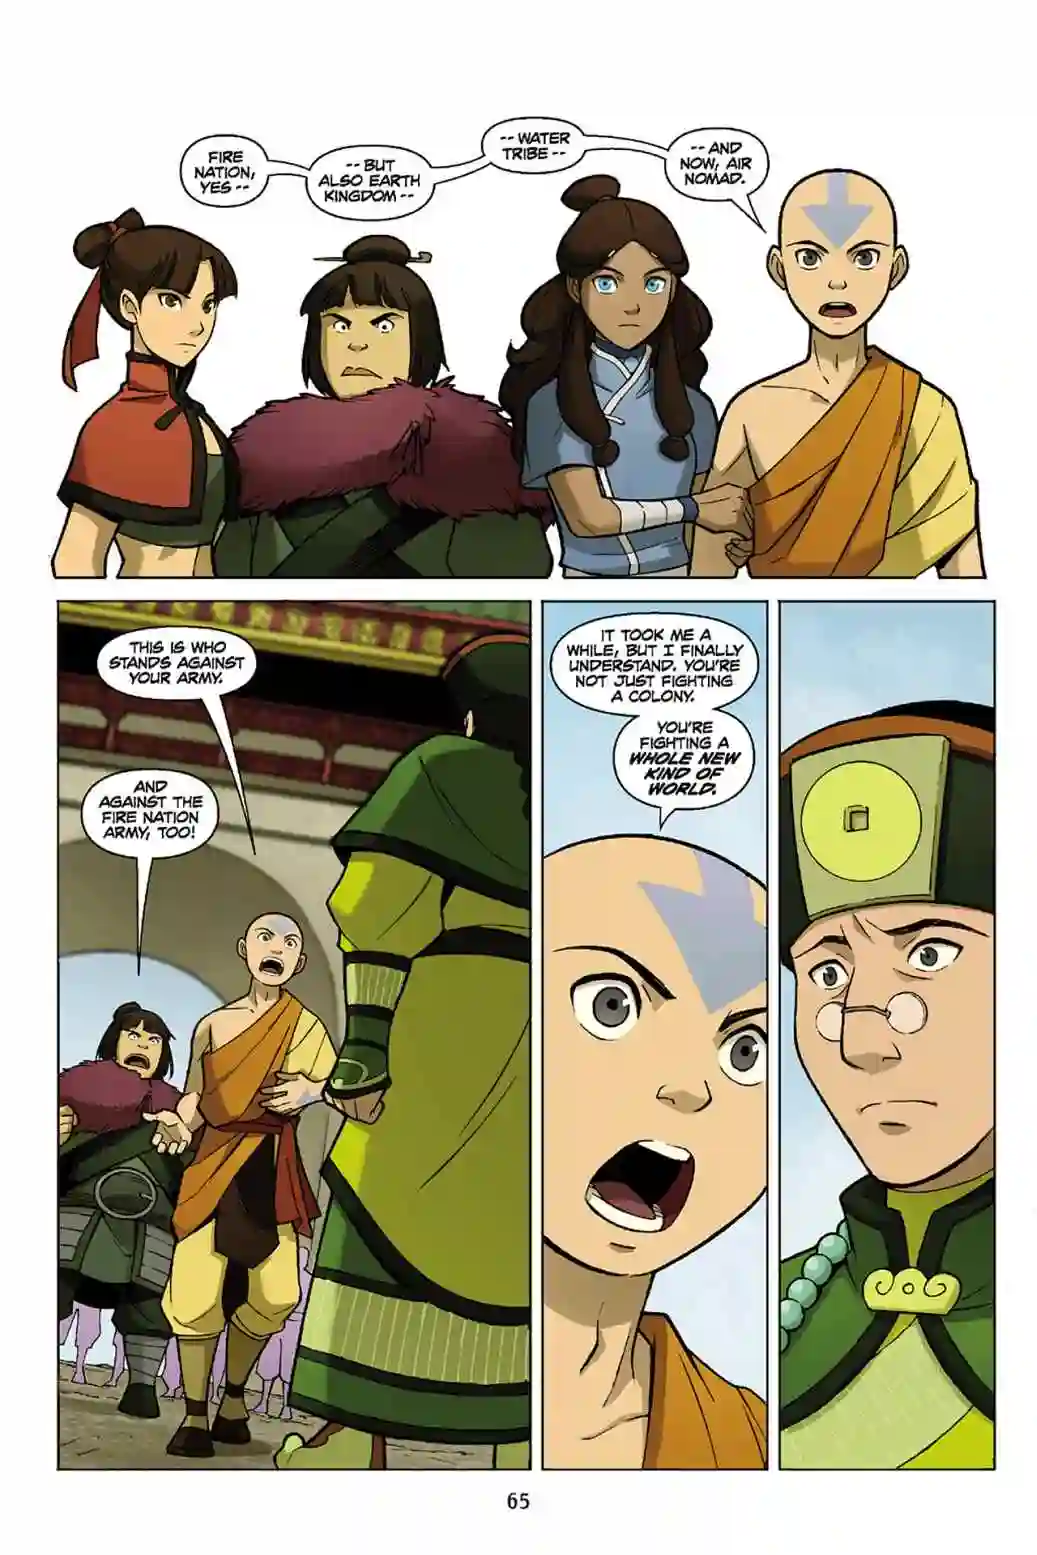 FIRE
NATION,
YES --
-- BUT
ALSO EARTH
KINGDOM --
-- WATER
TRIBE --
-- AND
NOW, AIR
NOMAD.
THIS IS WHO
STANDS AGAINST
YOUR ARMY.
AND
AGAINST THE
FIRE NATION
ARMY, TOO!
IT TOOK ME A
WHILE, BUT I FINALLY
UNDERSTAND. YOU'RE
NOT JUST FIGHTING
A COLONY.
YOU'RE
FIGHTING A
WHOLE NEW
KIND OF
WORLD.
65